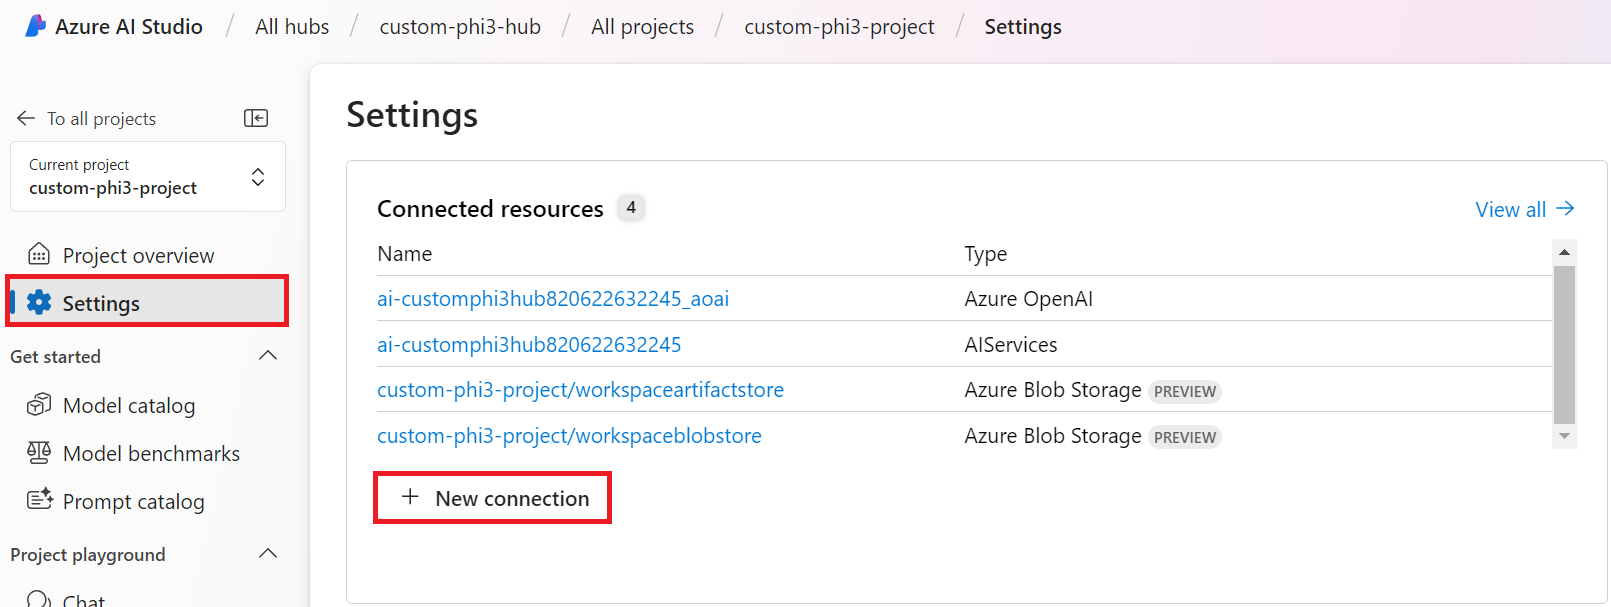 Azure AI Studio / All hubs / custom-phi3-hub / All projects / custom-phi3-project / Settings
To all projects
Current project
custom-phi3-project
Project overview
Settings
Get started
Model catalog
Model benchmarks
Prompt catalog
Project playground
Chat
Settings
Connected resources 4
View all
Name Type
ai-customphi3hub820622632245_aoai Azure OpenAI
ai-customphi3hub820622632245 AIServices
custom-phi3-project/workspaceartifactstore Azure Blob Storage PREVIEW
custom-phi3-project/workspaceblobstore Azure Blob Storage PREVIEW
+ New connection